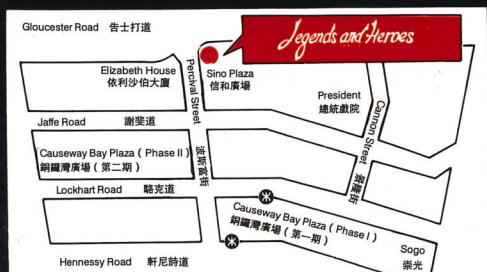 Gloucester Road 告士打道
Legends and Heroes
Elizabeth House
依利沙伯大廈
Percival Street
Sino Plaza
信和廣場
President
總統戲院
Cannon Street 景隆街
Jaffe Road 謝斐道
波斯富街
Causeway Bay Plaza ( Phase II )
銅鑼灣廣場（第二期）
Lockhart Road 駱克道
Causeway Bay Plaza ( Phase I )
銅鑼灣廣場（第一期）
Sogo
崇光
Hennessy Road 軒尼詩道